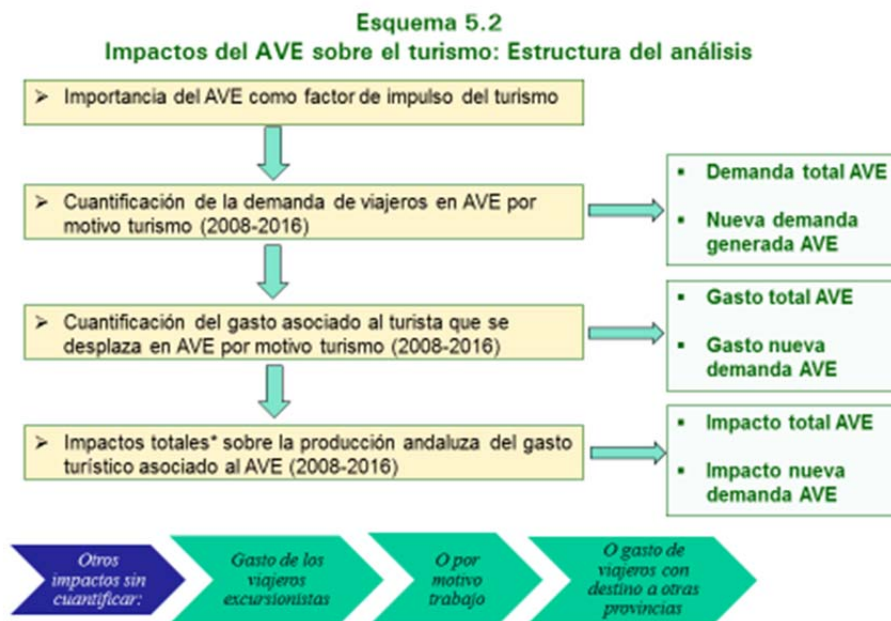 Esquema 5.2
Impactos del AVE sobre el turismo: Estructura del análisis
➢ Importancia del AVE como factor de impulso del turismo
➢ Cuantificación de la demanda de viajeros en AVE por
motivo turismo (2008-2016)
▪ Demanda total AVE
▪ Nueva demanda
generada AVE
➢ Cuantificación del gasto asociado al turista que se
desplaza en AVE por motivo turismo (2008-2016)
▪ Gasto total AVE
▪ Gasto nueva
demanda AVE
➢ Impactos totales* sobre la producción andaluza del gasto
turístico asociado al AVE (2008-2016)
▪ Impacto total AVE
▪ Impacto nueva
demanda AVE
Otros
impactos sin
cuantificar:
Gasto de los
viajeros
excursionistas
O por
motivo
trabajo
O gasto de
viajeros con
destino a otras
provincias